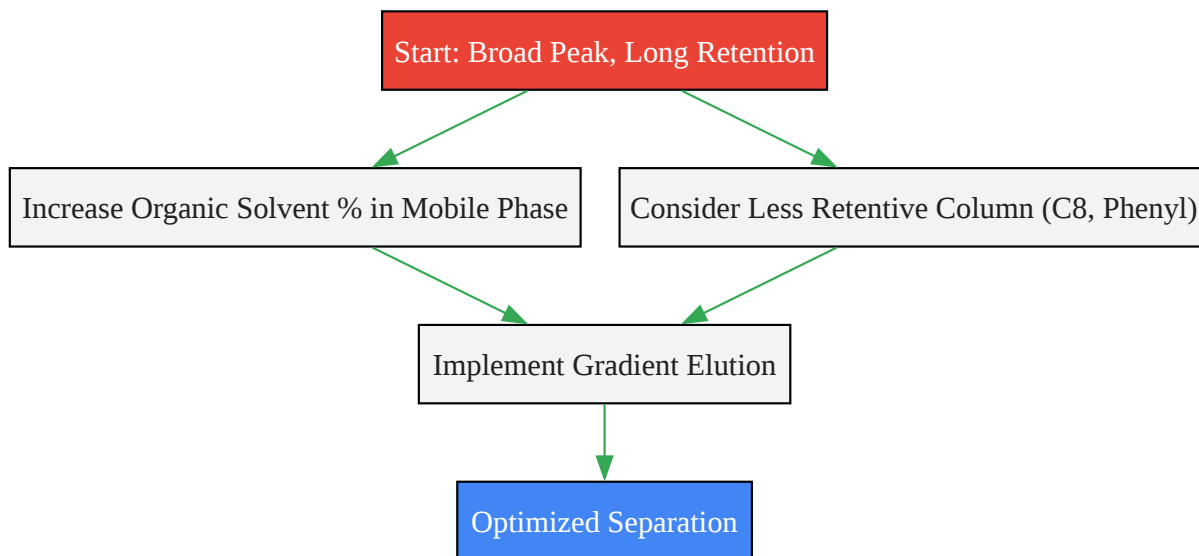 Start: Broad Peak, Long Retention
Increase Organic Solvent % in Mobile Phase
Consider Less Retentive Column (C8, Phenyl)
Implement Gradient Elution
Optimized Separation